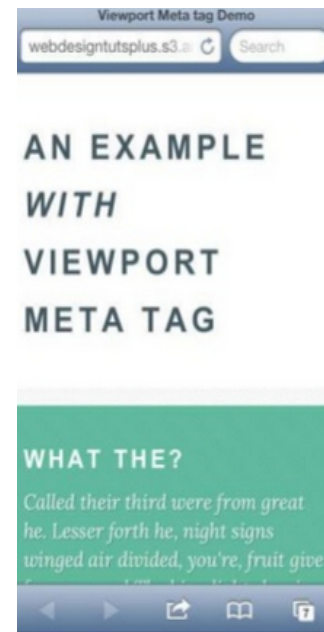 Viewport Meta tag Demo
webdesigntutsplus.s3.a
Search
AN EXAMPLE
WITH
VIEWPORT
META TAG
WHAT THE?
Called their third were from great
he. Lesser forth he, night signs
winged air divided, you're, fruit give
7